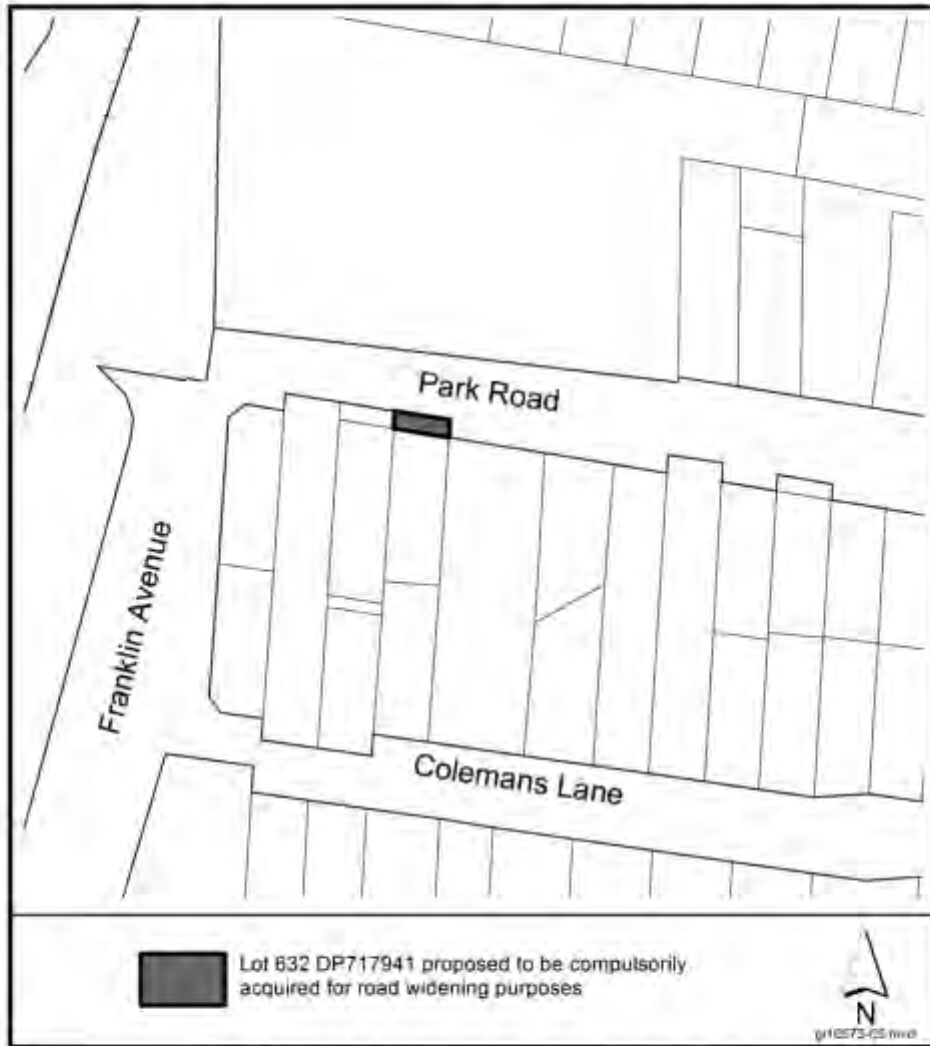 Park Road
Franklin Avenue
Colemans Lane
Lot 632 DP717941 proposed to be compulsorily
acquired for road widening purposes
N